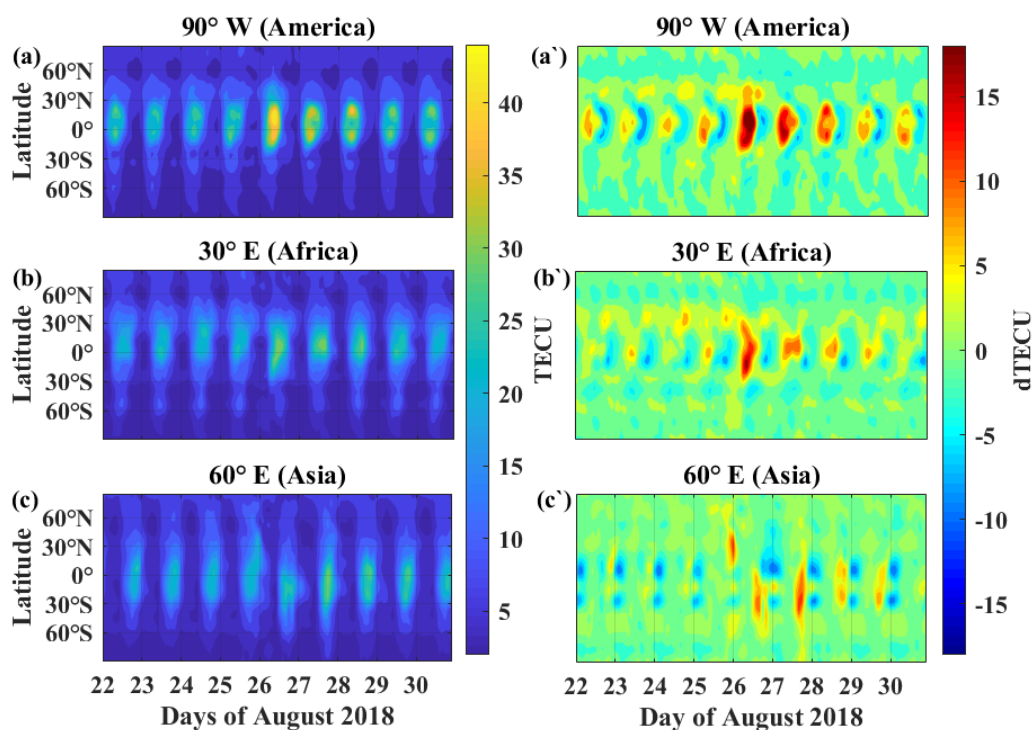 90° W (America)
(a)
60°N
30°N
0°
30°S
60°S
Latitude
(a`)
30° E (Africa)
(b)
60°N
30°N
0°
30°S
60°S
Latitude
30° E (Africa)
(b`)
60° E (Asia)
(c)
60°N
30°N
0°
30°S
60°S
Latitude
22 23 24 25 26 27 28 29 30
Days of August 2018
40
35
30
25
20
15
10
5
TECU
90° W (America)
60° E (Asia)
(c`)
22 23 24 25 26 27 28 29 30
Day of August 2018
15
10
5
0
-5
-10
-15
dTECU